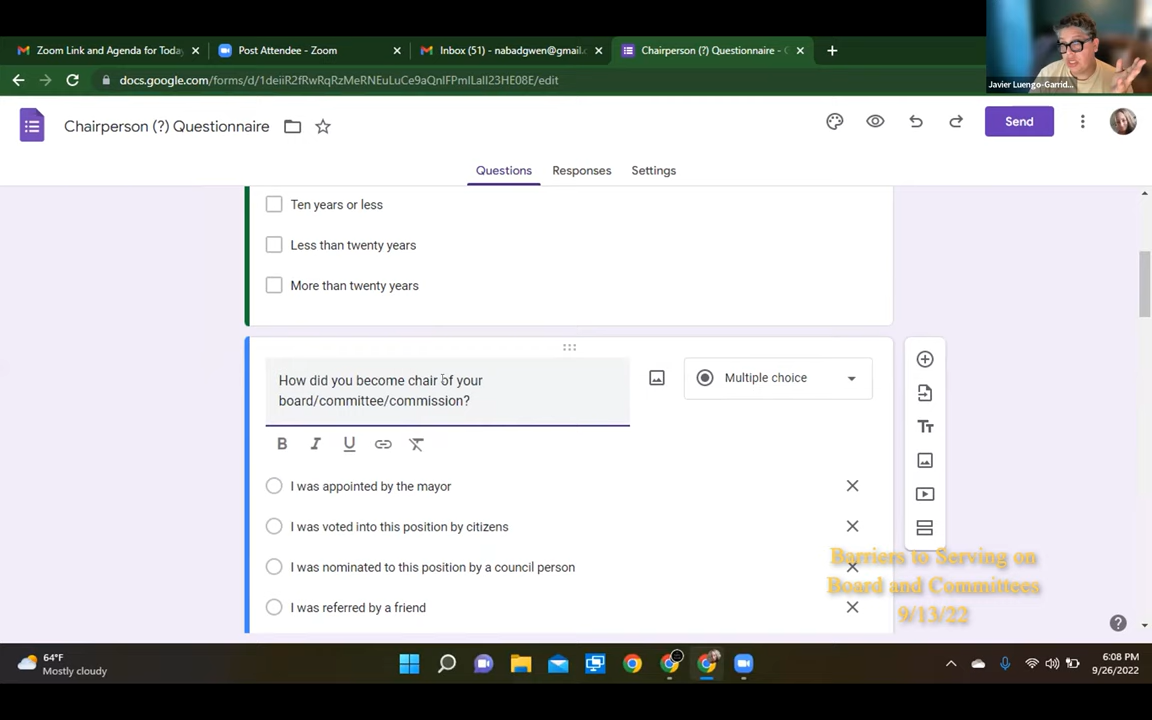 Zoom Link and Agenda for Today
Post Attendee - Zoom
Inbox (51) - nabadgwen@gmail.
Chairperson (?) Questionnaire -
docs.google.com/forms/d/1deiiR2fRwRqRzMeRNEuLuCe9aQnIFPmlLaII23HE08E/edit
Javier Luengo-Garrid...
Chairperson (?) Questionnaire
Send
Questions
Responses
Settings
Ten years or less
Less than twenty years
More than twenty years
How did you become chair of your
board/committee/commission?
Multiple choice
B I U
I was appointed by the mayor
I was voted into this position by citizens
I was nominated to this position by a council person
I was referred by a friend
Barriers to Serving on
Board and Committees
9/13/22
64°F
Mostly cloudy
6:08 PM
9/26/2022